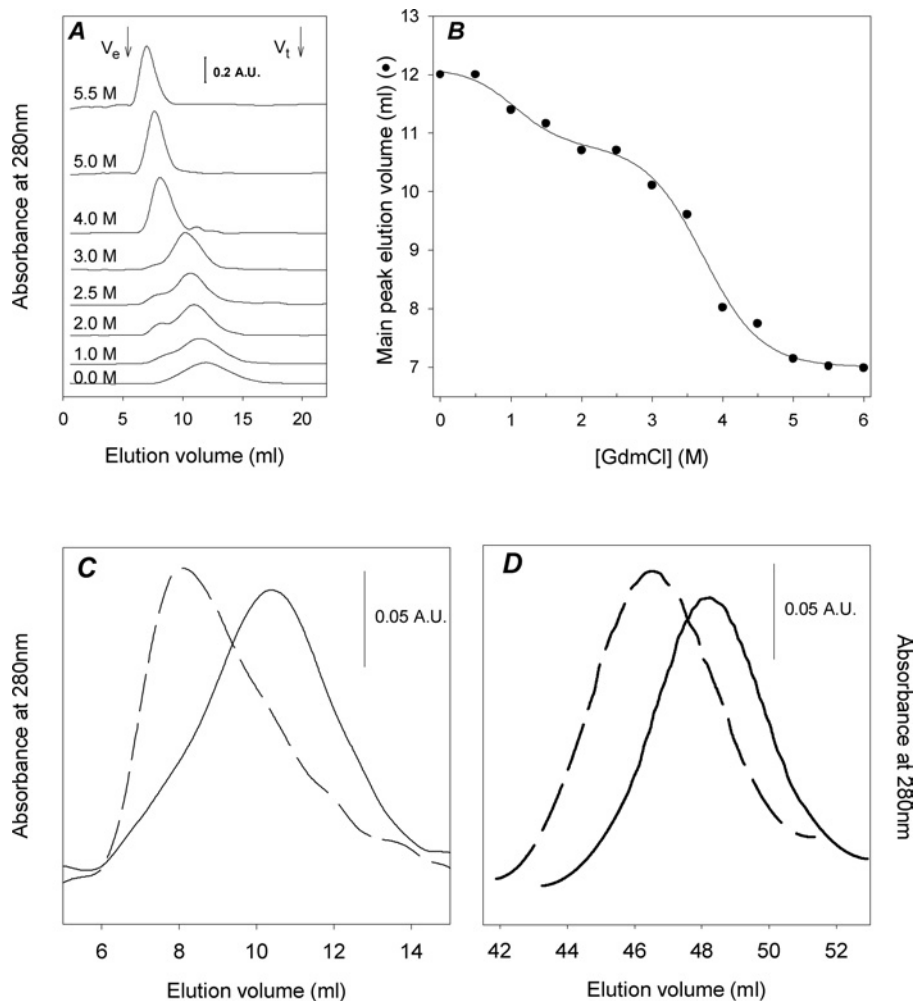 A
Ve
Vt
0.2 A.U.
5.5 M
5.0 M
4.0 M
3.0 M
2.5 M
2.0 M
1.0 M
0.0 M
Absorbance at 280nm
0 5 10 15 20
Elution volume (ml)
B
13
12
11
10
9
8
7
Main peak elution volume (ml) (●)
0 1 2 3 4 5 6
[GdmCl] (M)
C
0.05 A.U.
Absorbance at 280nm
6 8 10 12 14
Elution volume (ml)
D
0.05 A.U.
Absorbance at 280nm
42 44 46 48 50 52
Elution volume (ml)